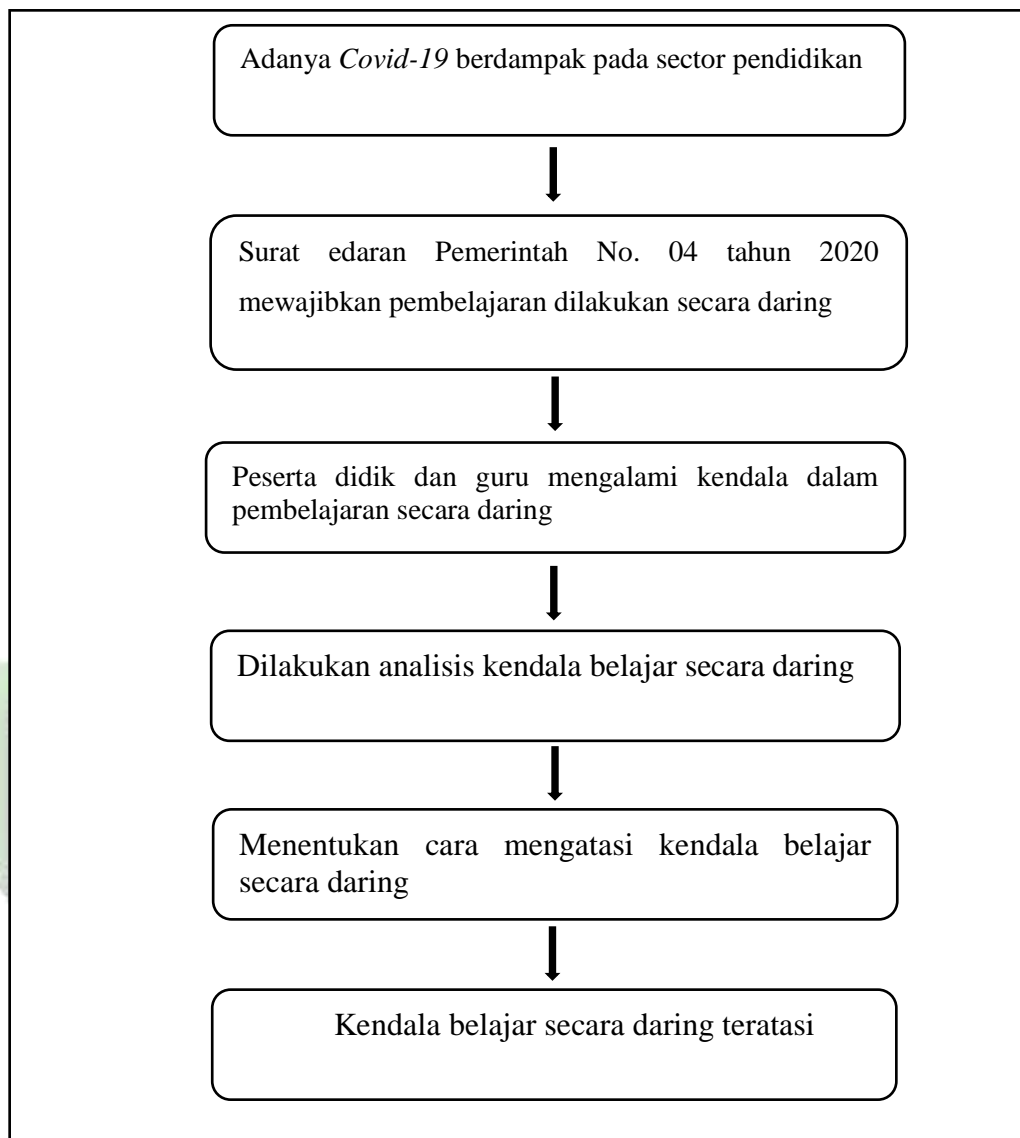 Adanya Covid-19 berdampak pada sector pendidikan
Surat edaran Pemerintah No. 04 tahun 2020
mewajibkan pembelajaran dilakukan secara daring
Peserta didik dan guru mengalami kendala dalam
pembelajaran secara daring
Dilakukan analisis kendala belajar secara daring
Menentukan cara mengatasi kendala belajar
secara daring
Kendala belajar secara daring teratasi